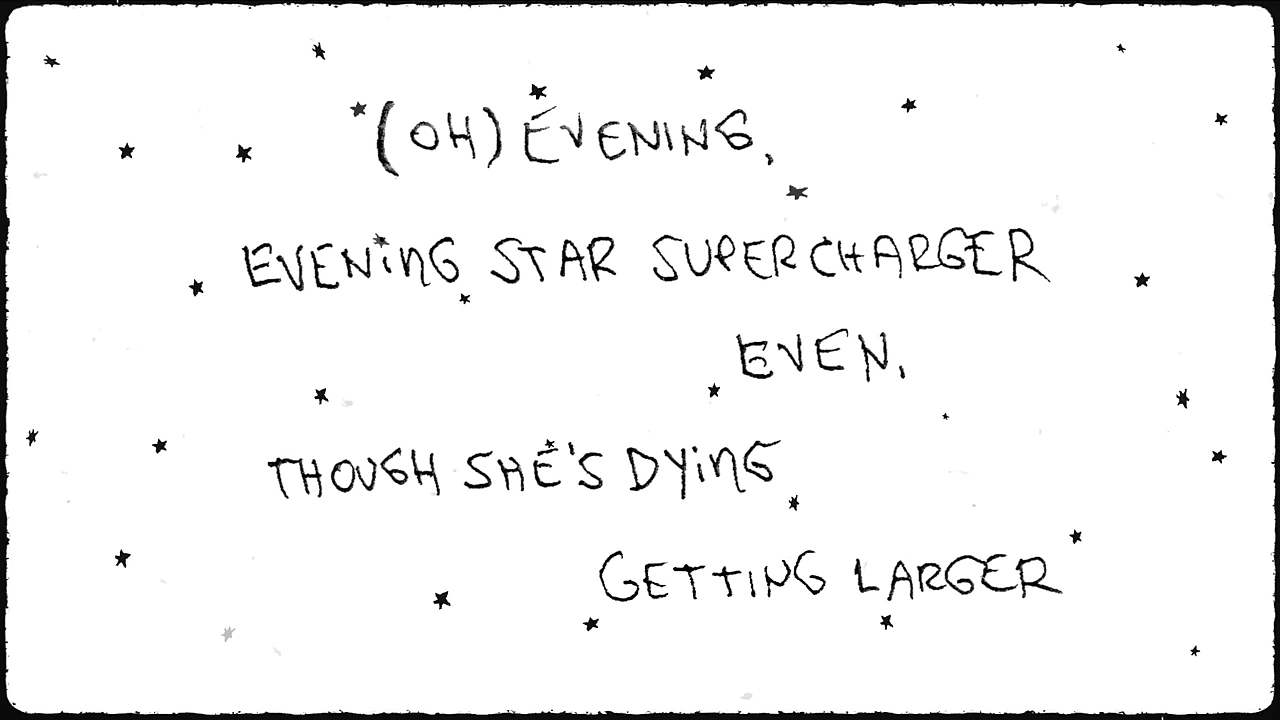 (OH) EVENING,
EVENiNG STAR SUPERCHARGER
EVEN,
THOUGH SHE'S DYiNG
GETTING LARGER